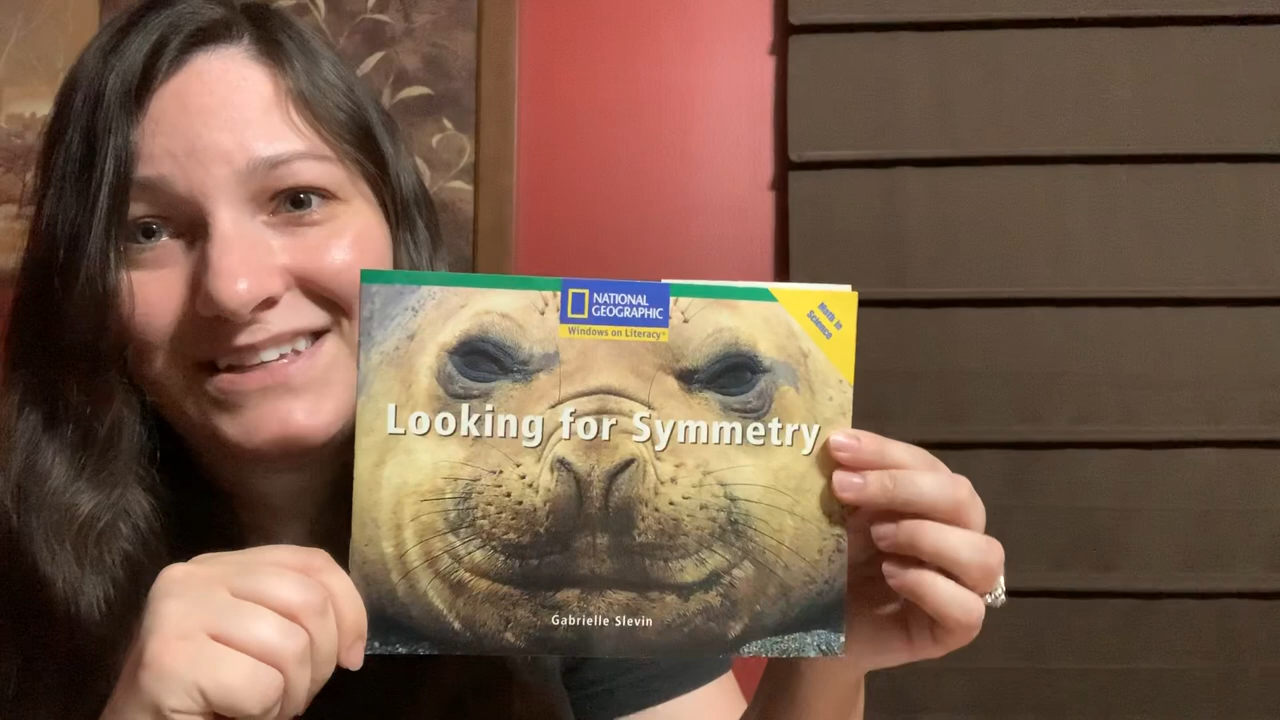 NATIONAL
GEOGRAPHIC
Windows on Literacy®
Math in
Science
Looking for Symmetry
Gabrielle Slevin